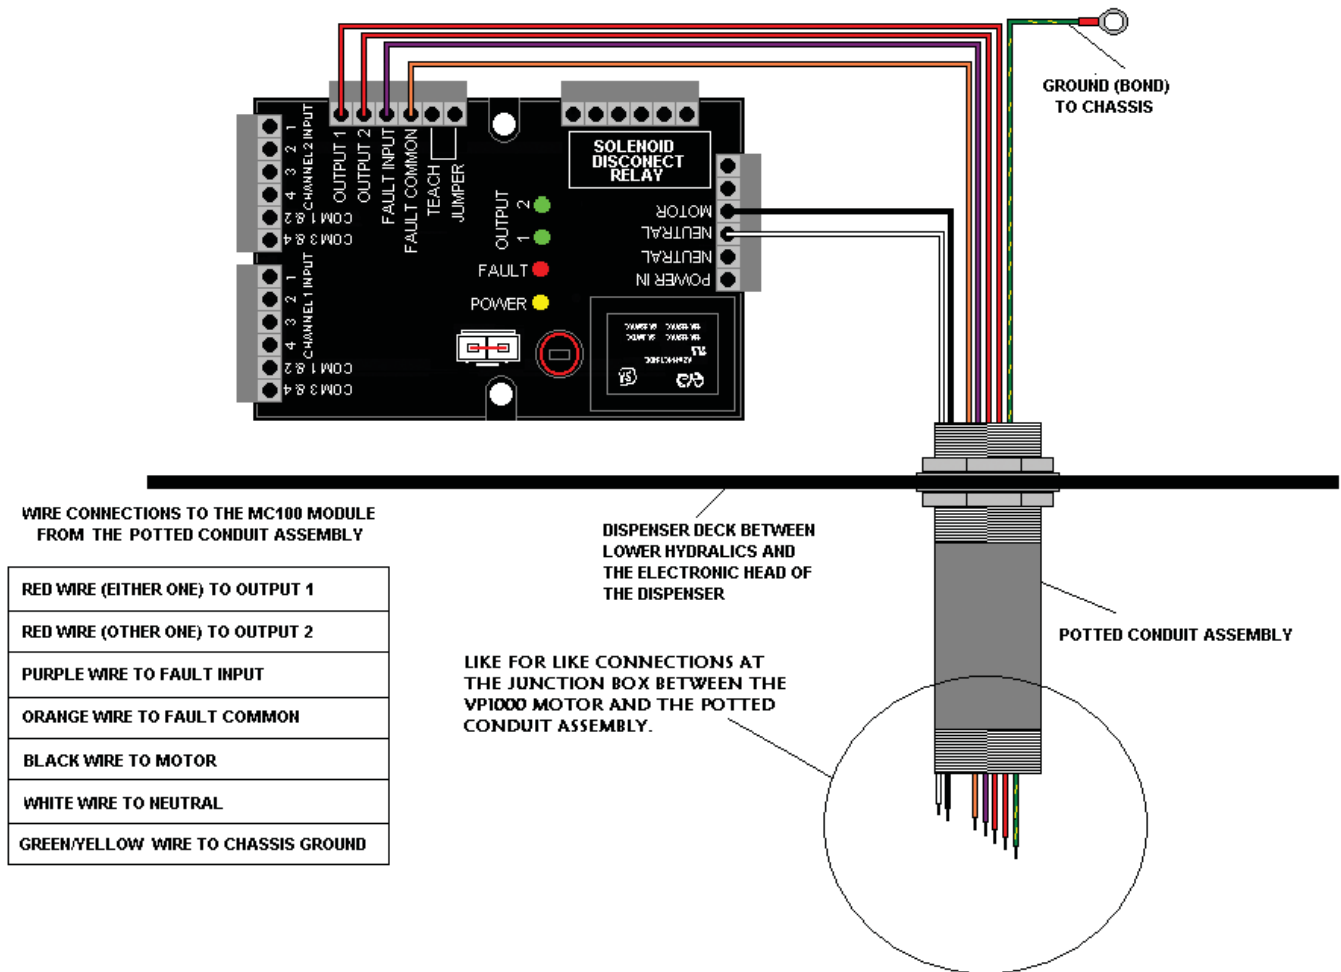 GROUND (BOND)
TO CHASSIS
1
2
3
4
COM 1 & 2
COM 3 & 4
CHANNEL 2 INPUT
OUTPUT 1
OUTPUT 2
FAULT INPUT
FAULT COMMON
TEACH
JUMPER
SOLENOID
DISCONECT
RELAY
MOTOR
NEUTRAL
NEUTRAL
POWER IN
OUTPUT
2
1
FAULT
POWER
1
2
3
4
COM 1 & 2
COM 3 & 4
CHANNEL 1 INPUT
WIRE CONNECTIONS TO THE MC100 MODULE
FROM THE POTTED CONDUIT ASSEMBLY
RED WIRE (EITHER ONE) TO OUTPUT 1
RED WIRE (OTHER ONE) TO OUTPUT 2
PURPLE WIRE TO FAULT INPUT
ORANGE WIRE TO FAULT COMMON
BLACK WIRE TO MOTOR
WHITE WIRE TO NEUTRAL
GREEN/YELLOW WIRE TO CHASSIS GROUND
DISPENSER DECK BETWEEN
LOWER HYDRALICS AND
THE ELECTRONIC HEAD OF
THE DISPENSER
POTTED CONDUIT ASSEMBLY
LIKE FOR LIKE CONNECTIONS AT
THE JUNCTION BOX BETWEEN THE
VP1000 MOTOR AND THE POTTED
CONDUIT ASSEMBLY.